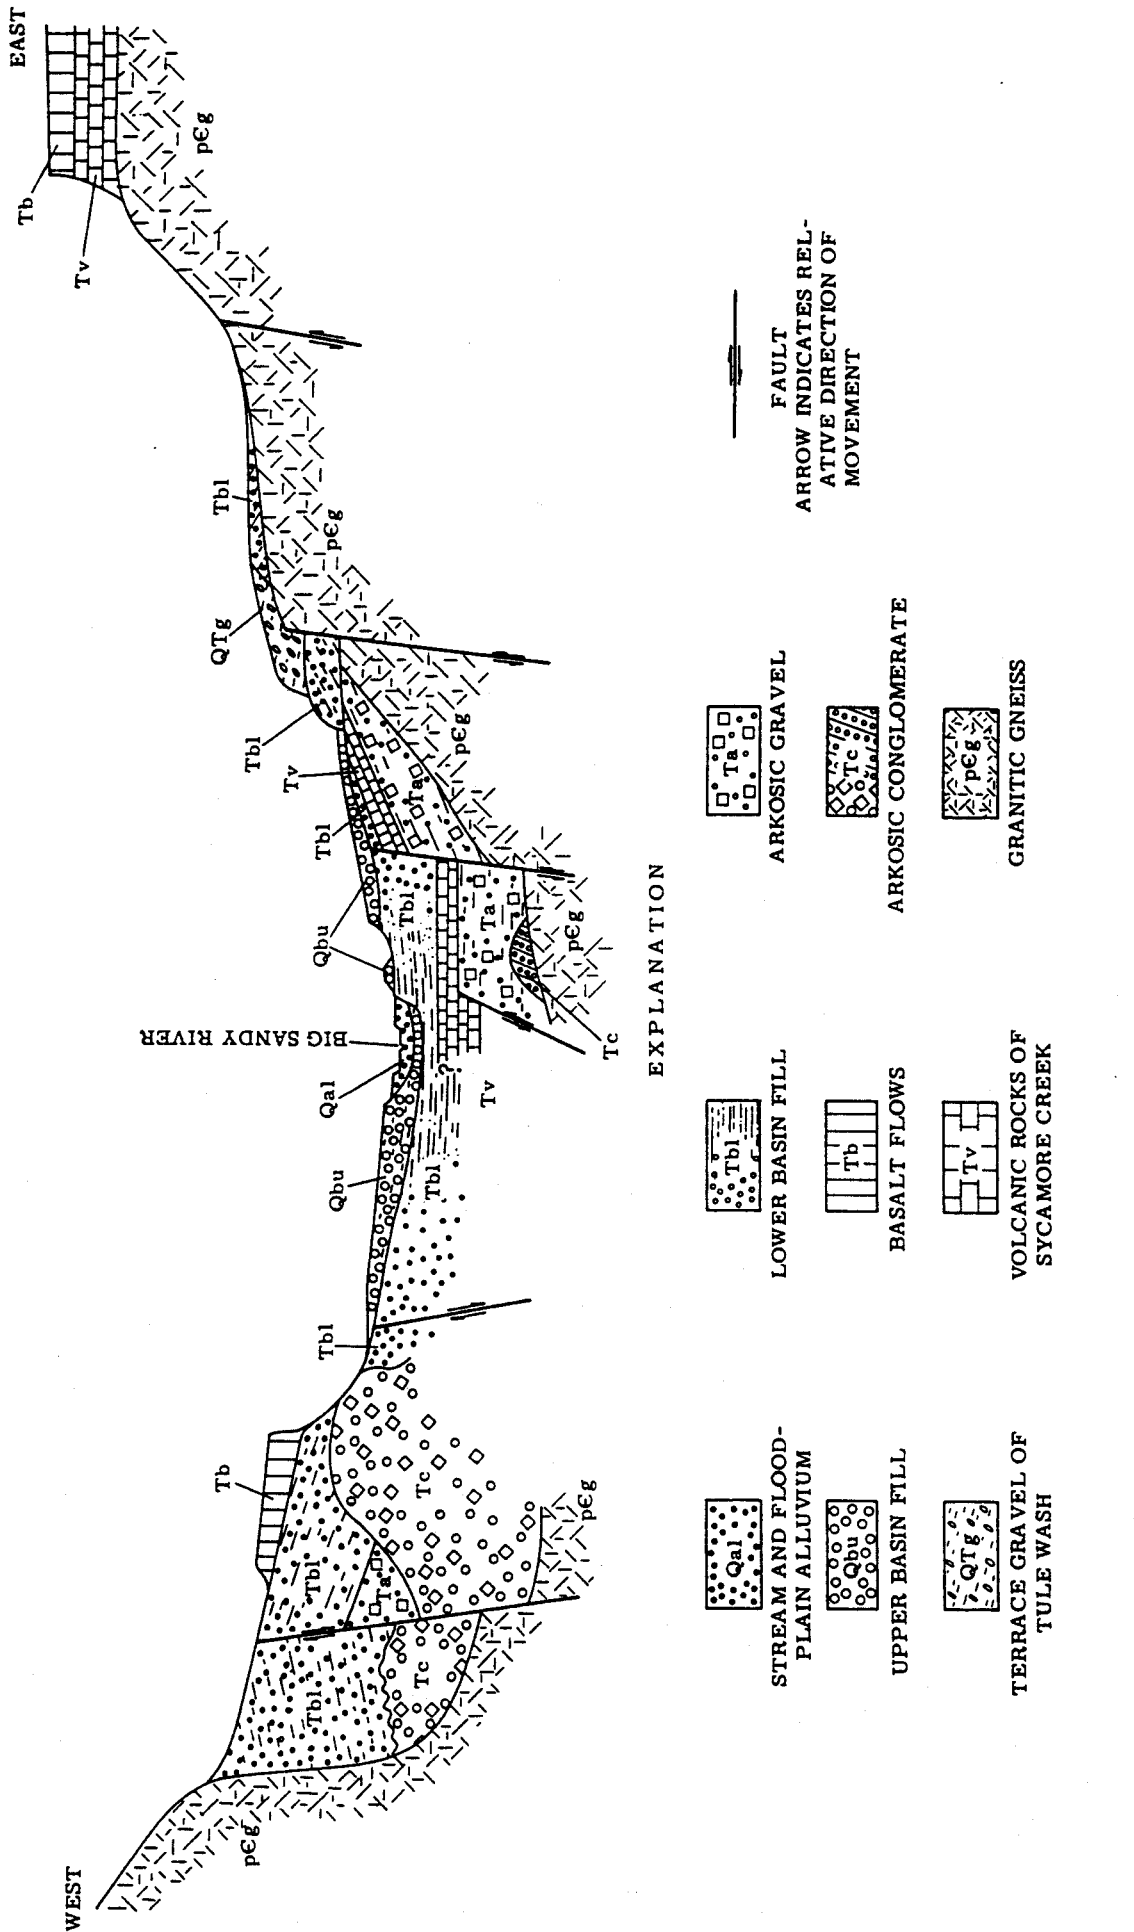 WEST
EAST
Tb
Tv
pЄg
Tbl
QTg
pЄg
Tbl
Tv
Tbl
Ta
pЄg
Qbu
Tbl
Ta
pЄg
Tc
BIG SANDY RIVER
Qal
?
Tv
Qbu
Tbl
Tbl
Tb
Tbl
Ta
Tc
pЄg
Tbl
Tc
pЄg
EXPLANATION
Qal
STREAM AND FLOOD-
PLAIN ALLUVIUM
Qbu
UPPER BASIN FILL
QTg
TERRACE GRAVEL OF
TULE WASH
Tbl
LOWER BASIN FILL
Tb
BASALT FLOWS
Tv
VOLCANIC ROCKS OF
SYCAMORE CREEK
Ta
ARKOSIC GRAVEL
Tc
ARKOSIC CONGLOMERATE
pЄg
GRANITIC GNEISS
FAULT
ARROW INDICATES REL-
ATIVE DIRECTION OF
MOVEMENT